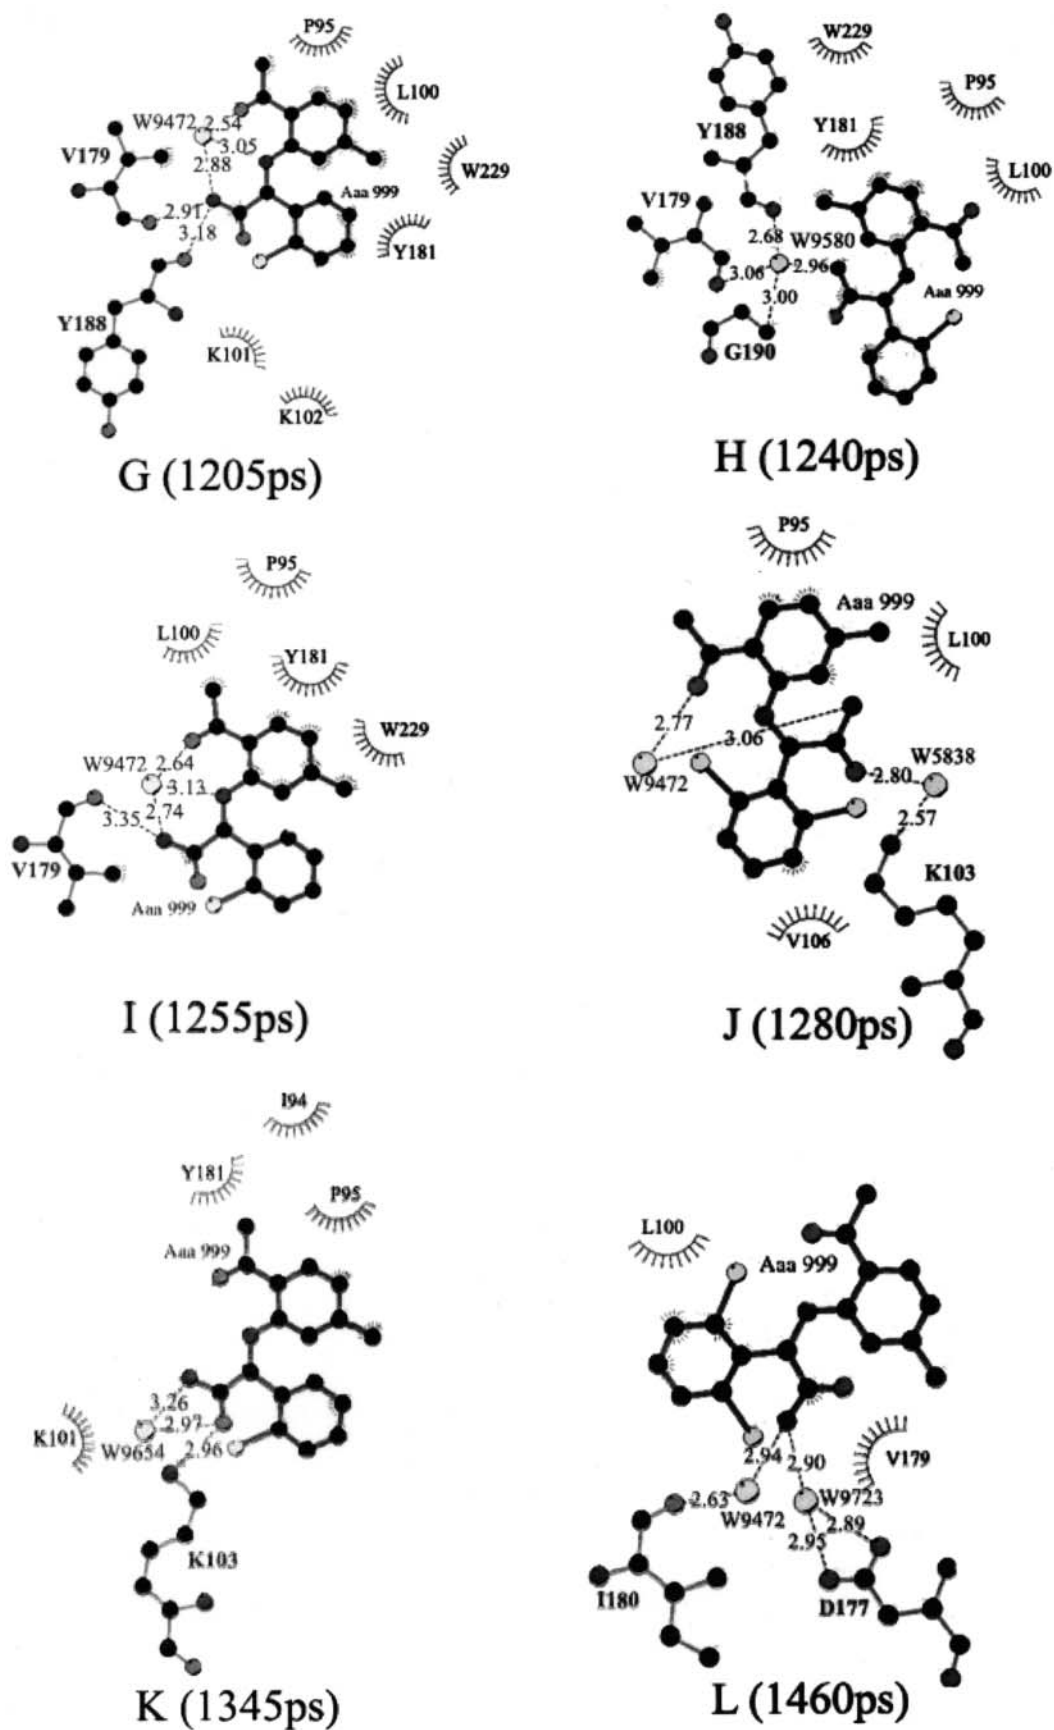 P95
L100
W9472 2.54
3.05
V179
2.88
W229
Aaa 999
2.91
3.18
Y181
Y188
K101
K102
G (1205ps)
W229
P95
Y188
Y181
L100
V179
2.68
W9580
3.06
2.96
Aaa 999
3.00
G190
H (1240ps)
P95
L100
Y181
W229
W9472
2.64
3.13
3.35
2.74
V179
Aaa 999
I (1255ps)
P95
Aaa 999
L100
2.77
3.06
W9472
W5838
2.80
2.57
K103
V106
J (1280ps)
I94
Y181
P95
Aaa 999
3.26
K101
2.97
W9654
2.96
K103
K (1345ps)
L100
Aaa 999
2.94
2.90
V179
2.63
W9472
W9723
2.89
2.95
I180
D177
L (1460ps)